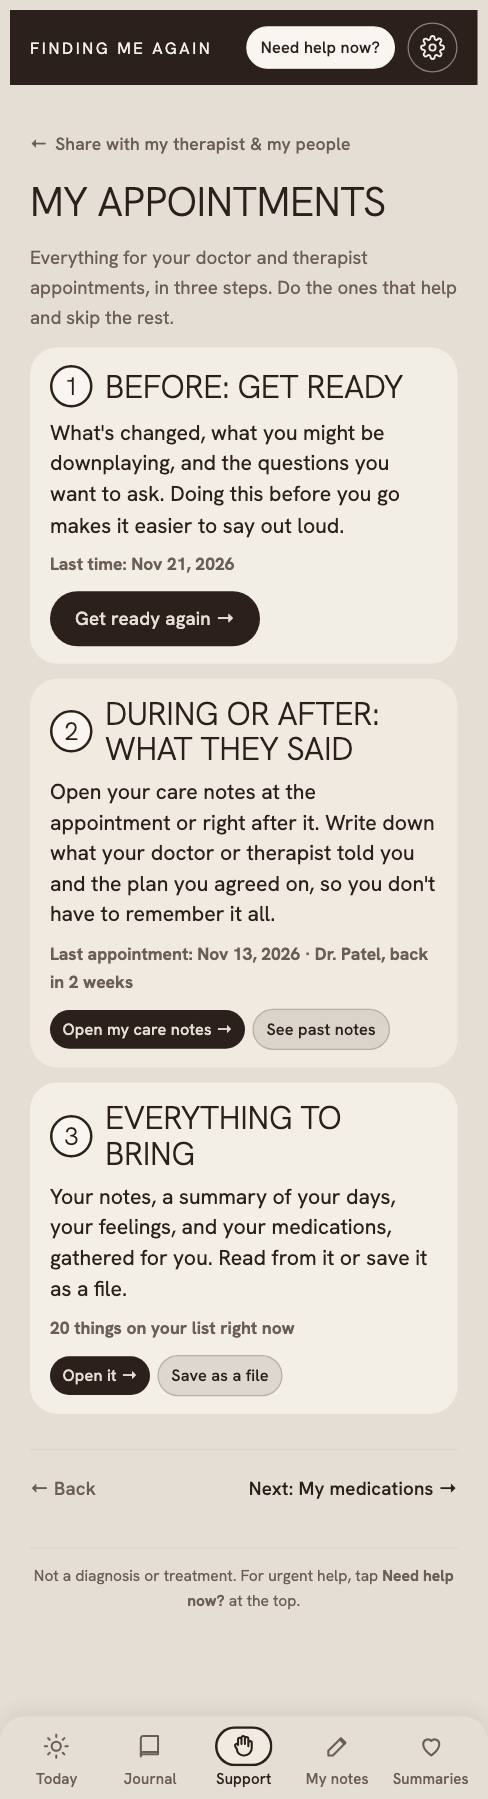 FINDING ME AGAIN
Need help now?
← Share with my therapist & my people
MY APPOINTMENTS
Everything for your doctor and therapist
appointments, in three steps. Do the ones that help
and skip the rest.
1 BEFORE: GET READY
What's changed, what you might be
downplaying, and the questions you
want to ask. Doing this before you go
makes it easier to say out loud.
Last time: Nov 21, 2026
Get ready again →
2 DURING OR AFTER:
WHAT THEY SAID
Open your care notes at the
appointment or right after it. Write down
what your doctor or therapist told you
and the plan you agreed on, so you don't
have to remember it all.
Last appointment: Nov 13, 2026 · Dr. Patel, back
in 2 weeks
Open my care notes →
See past notes
3 EVERYTHING TO
BRING
Your notes, a summary of your days,
your feelings, and your medications,
gathered for you. Read from it or save it
as a file.
20 things on your list right now
Open it →
Save as a file
← Back
Next: My medications →
Not a diagnosis or treatment. For urgent help, tap Need help
now? at the top.
Today
Journal
Support
My notes
Summaries